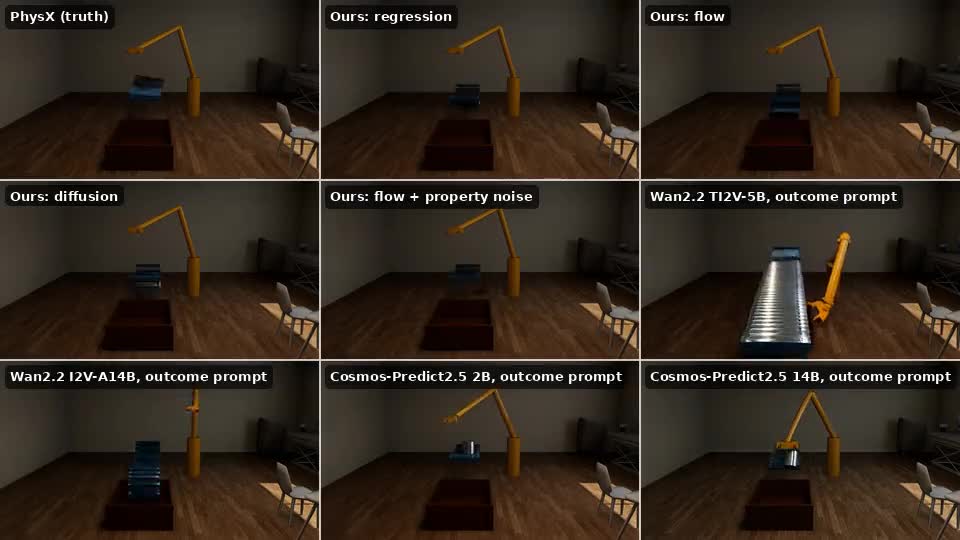 PhysX (truth)
Ours: regression
Ours: flow
Ours: diffusion
Ours: flow + property noise
Wan2.2 TI2V-5B, outcome prompt
Wan2.2 I2V-A14B, outcome prompt
Cosmos-Predict2.5 2B, outcome prompt
Cosmos-Predict2.5 14B, outcome prompt